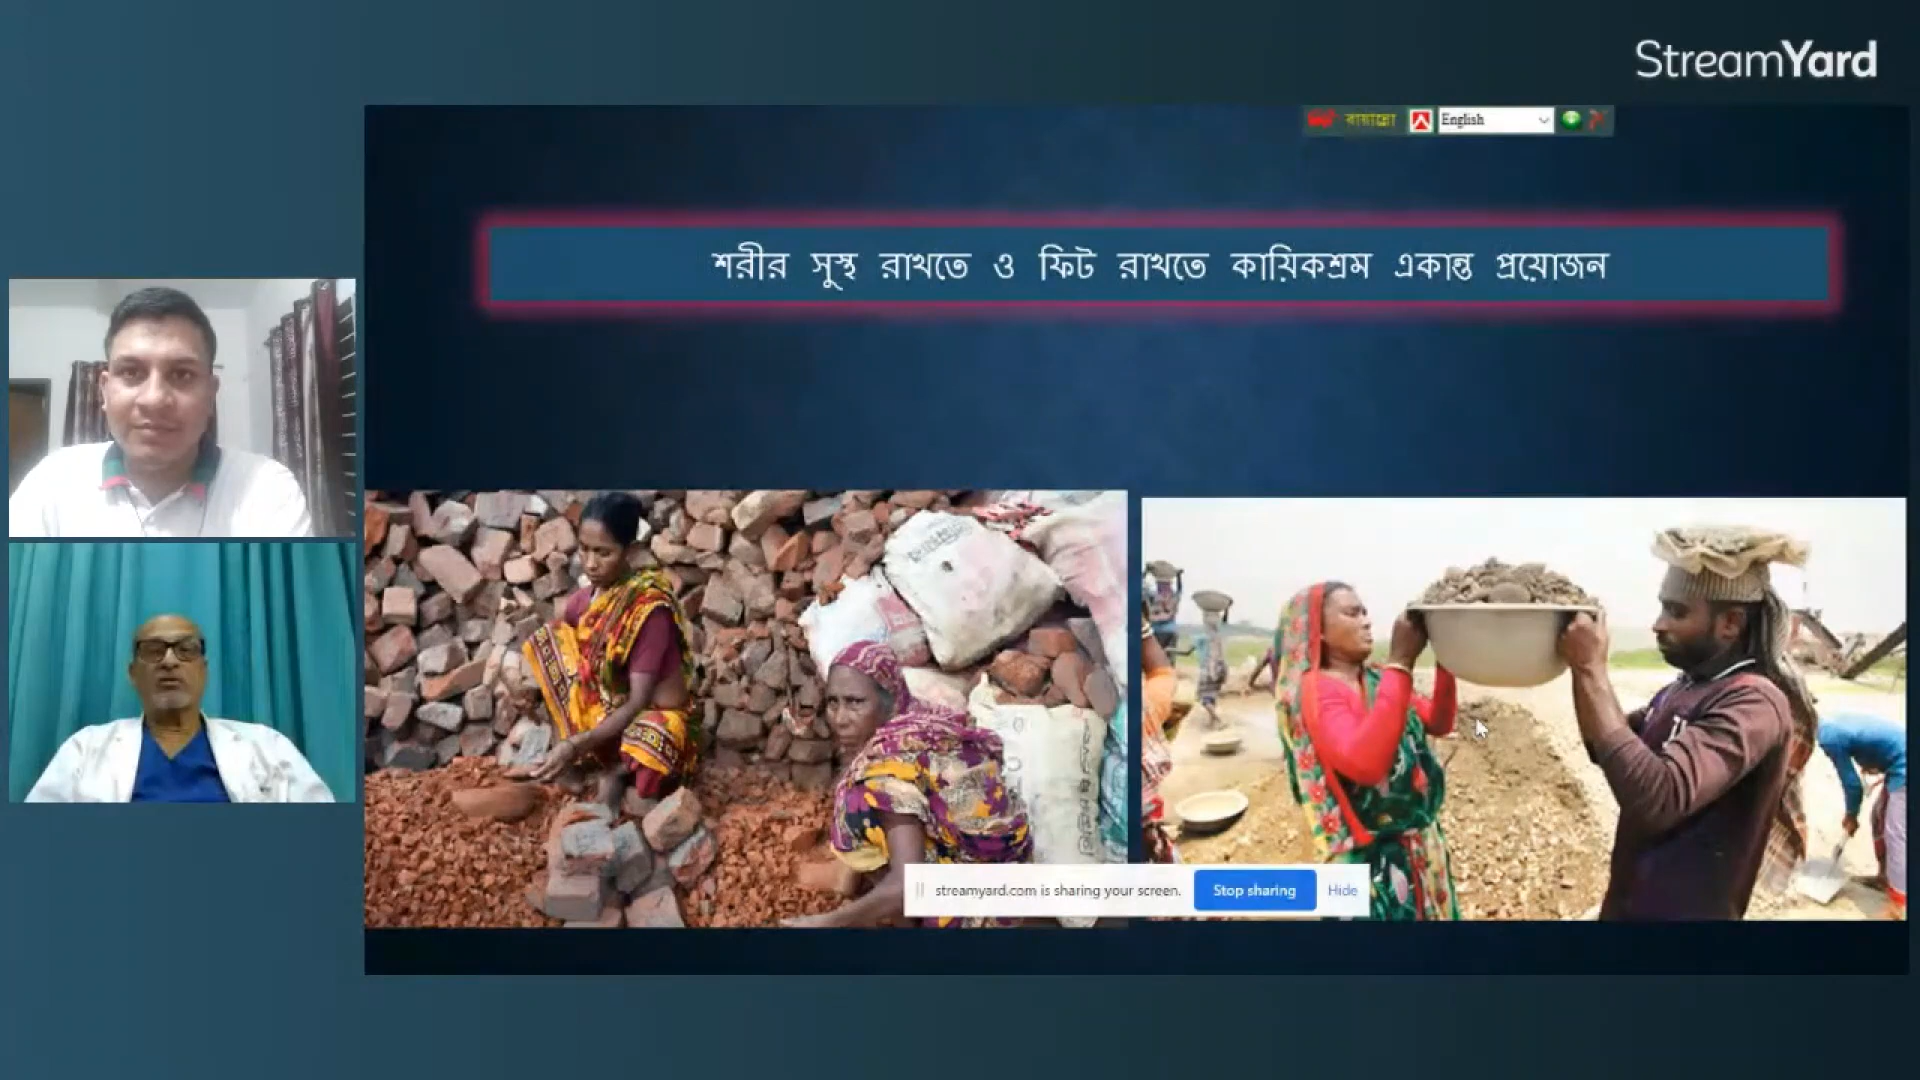 StreamYard
বায়ান্নো
English
শরীর সুস্থ রাখতে ও ফিট রাখতে কায়িকশ্রম একান্ত প্রয়োজন
streamyard.com is sharing your screen.
Stop sharing
Hide